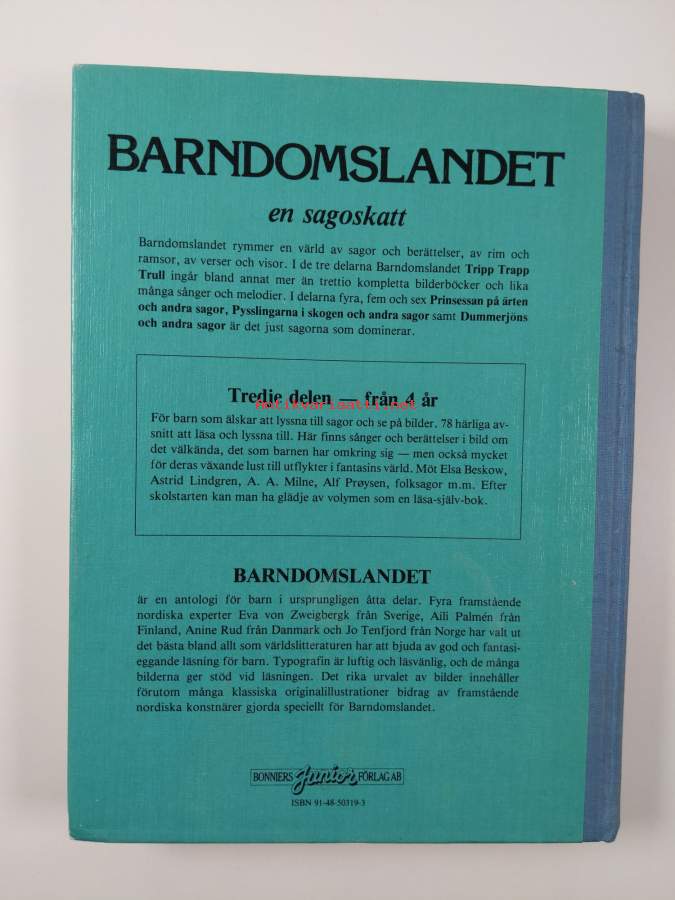 BARNDOMSLANDET
en sagoskatt
Barndomslandet rymmer en värld av sagor och berättelser, av rim och
ramsor, av verser och visor. I de tre delarna Barndomslandet Tripp Trapp
Trull ingår bland annat mer än trettio kompletta bilderböcker och lika
många sånger och melodier. I delarna fyra, fem och sex Prinsessan på ärten
och andra sagor, Pysslingarna i skogen och andra sagor samt Dummerjöns
och andra sagor är det just sagorna som dominerar.
Tredje delen — från 4 år
antikvariaatti.net
För barn som älskar att lyssna till sagor och se på bilder. 78 härliga av-
snitt att läsa och lyssna till. Här finns sånger och berättelser i bild om
det välkända, det som barnen har omkring sig — men också mycket
för deras växande lust till utflykter i fantasins värld. Möt Elsa Beskow,
Astrid Lindgren, A. A. Milne, Alf Prøysen, folksagor m.m. Efter
skolstarten kan man ha glädje av volymen som en läsa-själv-bok.
BARNDOMSLANDET
är en antologi för barn i ursprungligen åtta delar. Fyra framstående
nordiska experter Eva von Zweigbergk från Sverige, Aili Palmén från
Finland, Anine Rud från Danmark och Jo Tenfjord från Norge har valt ut
det bästa bland allt som världslitteraturen har att bjuda av god och fantasi-
eggande läsning för barn. Typografin är luftig och läsvänlig, och de många
bilderna ger stöd vid läsningen. Det rika urvalet av bilder innehåller
förutom många klassiska originalillustrationer bidrag av framstående
nordiska konstnärer gjorda speciellt för Barndomslandet.
BONNIERS Junior FÖRLAG AB
ISBN 91-48-50319-3